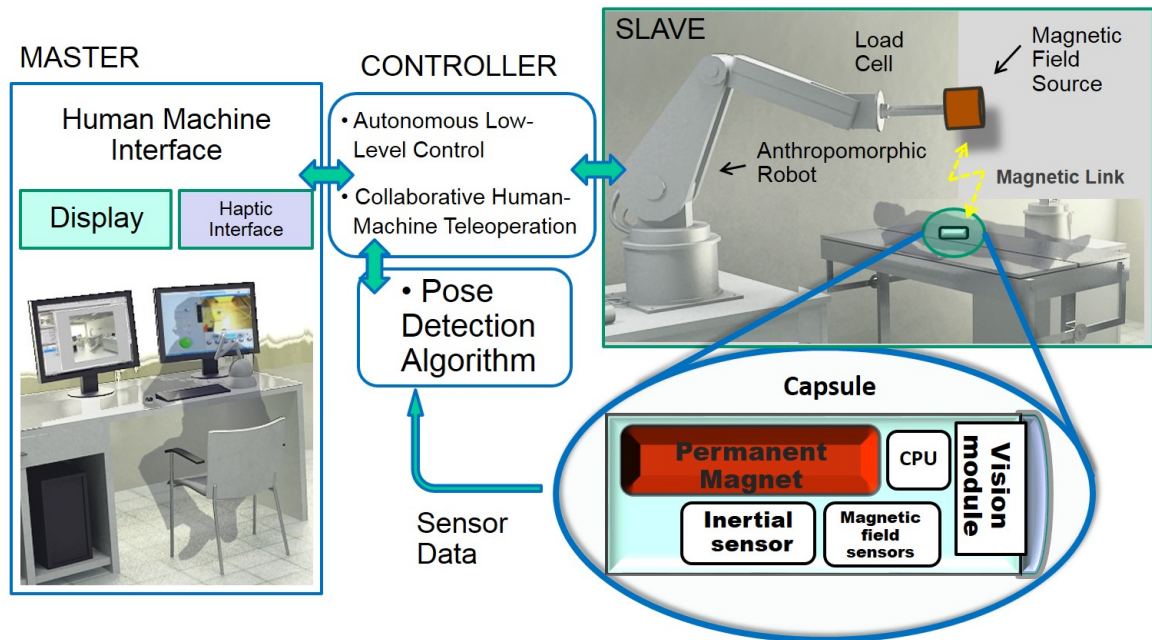 MASTER
Human Machine
Interface
Display
Haptic
Interface
CONTROLLER
• Autonomous Low-
Level Control
• Collaborative Human-
Machine Teleoperation
• Pose
Detection
Algorithm
Sensor
Data
SLAVE
Load
Cell
Magnetic
Field
Source
Anthropomorphic
Robot
Magnetic Link
Capsule
Permanent
Magnet
CPU
Vision
module
Inertial
sensor
Magnetic
field
sensors